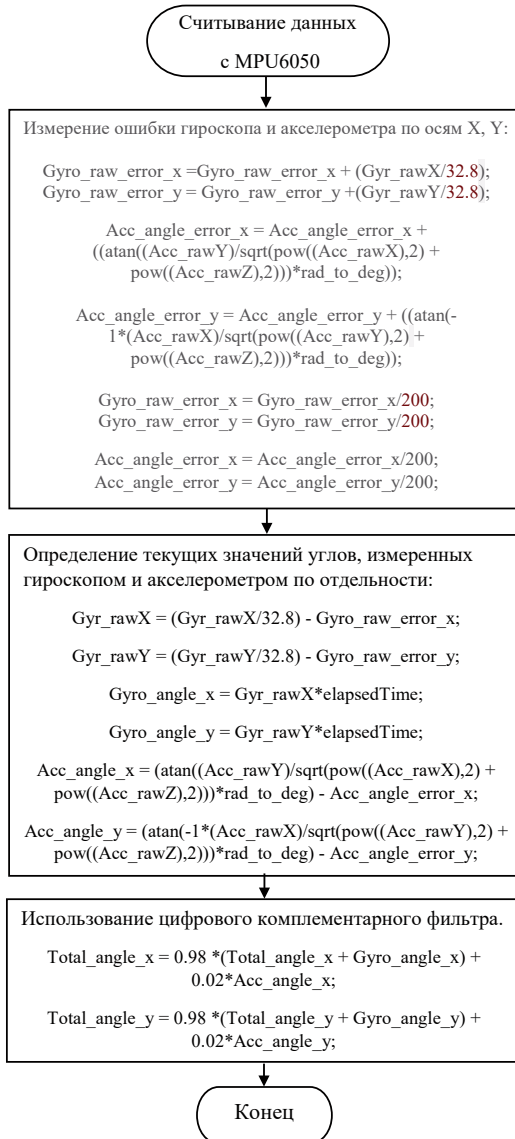 Считывание данных
с MPU6050
Измерение ошибки гироскопа и акселерометра по осям X, Y:
Gyro_raw_error_x =Gyro_raw_error_x + (Gyr_rawX/32.8);
Gyro_raw_error_y = Gyro_raw_error_y +(Gyr_rawY/32.8);
Acc_angle_error_x = Acc_angle_error_x +
((atan((Acc_rawY)/sqrt(pow((Acc_rawX),2) +
pow((Acc_rawZ),2)))*rad_to_deg));
Acc_angle_error_y = Acc_angle_error_y + ((atan(-
1*(Acc_rawX)/sqrt(pow((Acc_rawY),2) +
pow((Acc_rawZ),2)))*rad_to_deg));
Gyro_raw_error_x = Gyro_raw_error_x/200;
Gyro_raw_error_y = Gyro_raw_error_y/200;
Acc_angle_error_x = Acc_angle_error_x/200;
Acc_angle_error_y = Acc_angle_error_y/200;
Определение текущих значений углов, измеренных
гироскопом и акселерометром по отдельности:
Gyr_rawX = (Gyr_rawX/32.8) - Gyro_raw_error_x;
Gyr_rawY = (Gyr_rawY/32.8) - Gyro_raw_error_y;
Gyro_angle_x = Gyr_rawX*elapsedTime;
Gyro_angle_y = Gyr_rawY*elapsedTime;
Acc_angle_x = (atan((Acc_rawY)/sqrt(pow((Acc_rawX),2) +
pow((Acc_rawZ),2)))*rad_to_deg) - Acc_angle_error_x;
Acc_angle_y = (atan(-1*(Acc_rawX)/sqrt(pow((Acc_rawY),2) +
pow((Acc_rawZ),2)))*rad_to_deg) - Acc_angle_error_y;
Использование цифрового комплементарного фильтра.
Total_angle_x = 0.98 *(Total_angle_x + Gyro_angle_x) +
0.02*Acc_angle_x;
Total_angle_y = 0.98 *(Total_angle_y + Gyro_angle_y) +
0.02*Acc_angle_y;
Конец